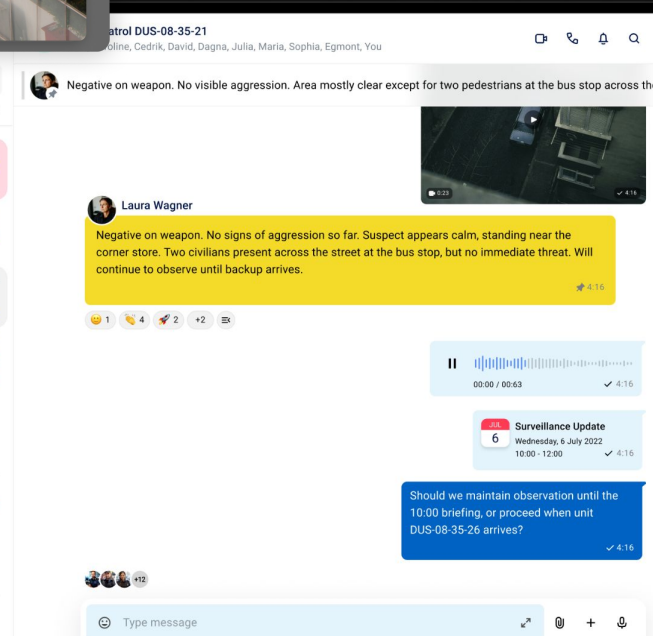 atrol DUS-08-35-21
oline, Cedrik, David, Dagna, Julia, Maria, Sophia, Egmont, You
Negative on weapon. No visible aggression. Area mostly clear except for two pedestrians at the bus stop across th
0:23
4:16
Laura Wagner
Negative on weapon. No signs of aggression so far. Suspect appears calm, standing near the
corner store. Two civilians present across the street at the bus stop, but no immediate threat. Will
continue to observe until backup arrives.
4:16
1 4 2 +2
00:00 / 00:63 4:16
JUL
6
Surveillance Update
Wednesday, 6 July 2022
10:00 - 12:00 4:16
Should we maintain observation until the
10:00 briefing, or proceed when unit
DUS-08-35-26 arrives?
4:16
+12
Type message